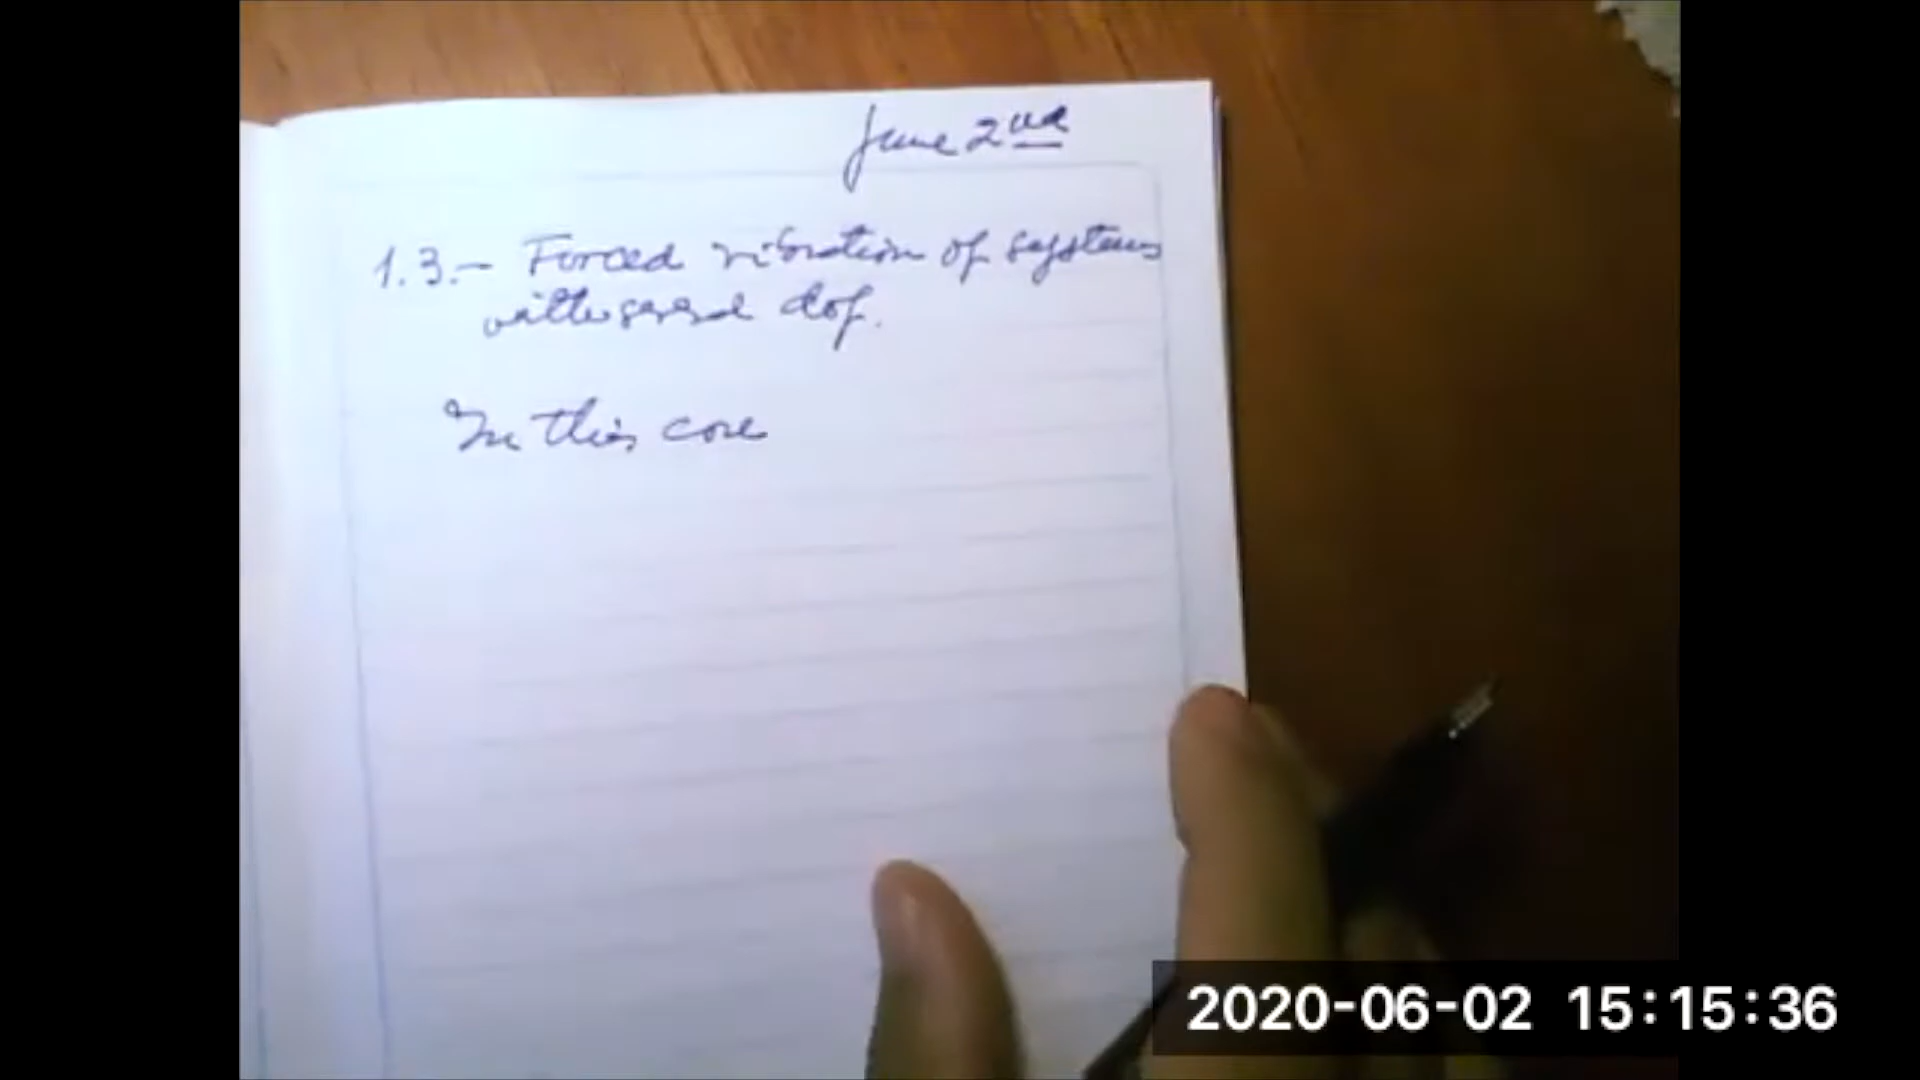 June 2nd
1.3.- Forced vibration of systems
with several dof.
In this case
2020-06-02 15:15:36